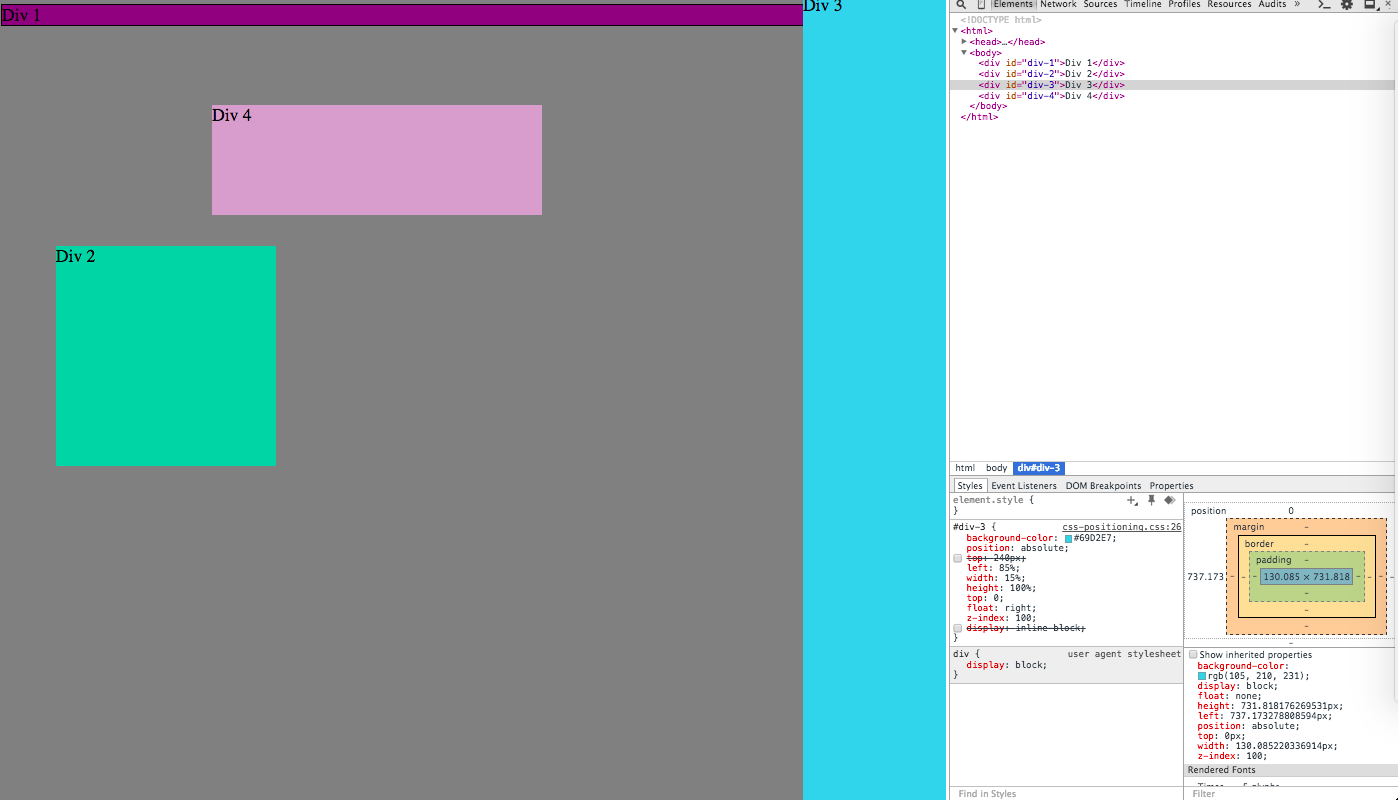 Div 1
Div 3
Div 4
Div 2
Elements Network Sources Timeline Profiles Resources Audits »
<!DOCTYPE html>
▼<html>
▶<head>…</head>
▼<body>
<div id="div-1">Div 1</div>
<div id="div-2">Div 2</div>
<div id="div-3">Div 3</div>
<div id="div-4">Div 4</div>
</body>
</html>
html body div#div-3
Styles Event Listeners DOM Breakpoints Properties
element.style {
}
#div-3 { css-positioning.css:26
background-color: #69D2E7;
position: absolute;
top: 240px;
left: 85%;
width: 15%;
height: 100%;
top: 0;
float: right;
z-index: 100;
display: inline-block;
}
div { user agent stylesheet
display: block;
}
Find in Styles
position 0
margin -
border -
padding -
737.173 - - - 130.085 × 731.818 - - -
-
-
-
-
Show inherited properties
background-color:
rgb(105, 210, 231);
display: block;
float: none;
height: 731.818176269531px;
left: 737.173278808594px;
position: absolute;
top: 0px;
width: 130.085220336914px;
z-index: 100;
Rendered Fonts
Filter